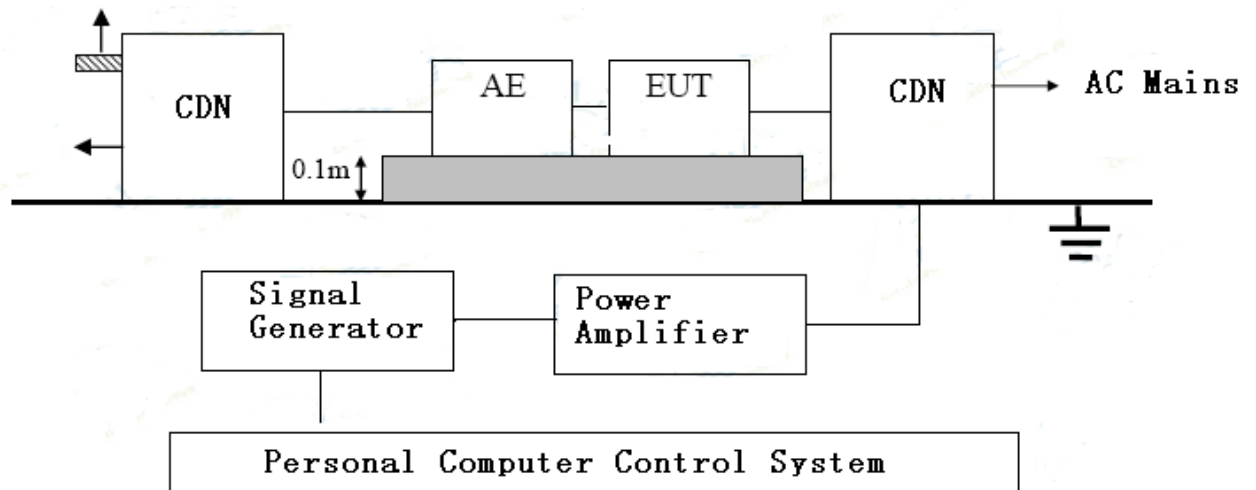 CDN
AE
EUT
CDN
AC Mains
0.1m
Signal
Generator
Power
Amplifier
Personal Computer Control System